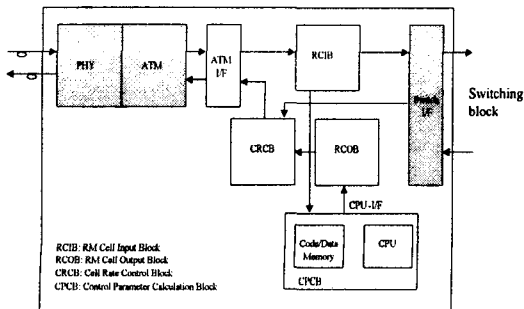 PHY
ATM
ATM
I/F
RCIB
Switch
I/F
Switching
block
CRCB
RCOB
CPU-I/F
Code/Data
Memory
CPU
CPCB
RCIB: RM Cell Input Block
RCOB: RM Cell Output Block
CRCB: Cell Rate Control Block
CPCB: Control Parameter Calculation Block